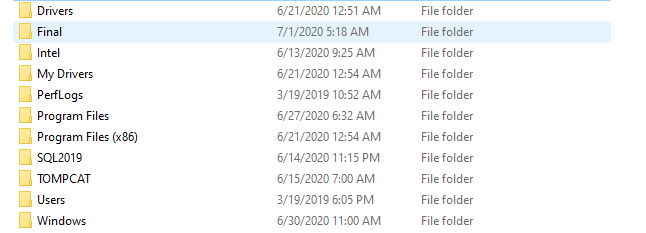 Drivers 6/21/2020 12:51 AM File folder
Final 7/1/2020 5:18 AM File folder
Intel 6/13/2020 9:25 AM File folder
My Drivers 6/21/2020 12:54 AM File folder
PerfLogs 3/19/2019 10:52 AM File folder
Program Files 6/27/2020 6:32 AM File folder
Program Files (x86) 6/21/2020 12:54 AM File folder
SQL2019 6/14/2020 11:15 PM File folder
TOMPCAT 6/15/2020 7:00 AM File folder
Users 3/19/2019 6:05 PM File folder
Windows 6/30/2020 11:00 AM File folder